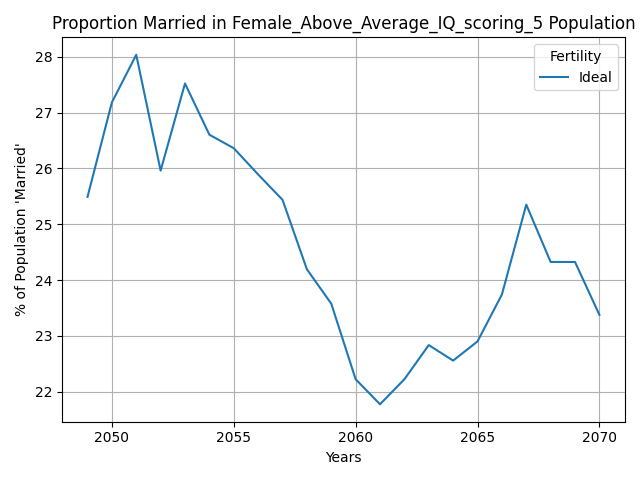 Proportion Married in Female_Above_Average_IQ_scoring_5 Population
% of Population 'Married'
28
27
26
25
24
23
22
Fertility
Ideal
2050 2055 2060 2065 2070
Years